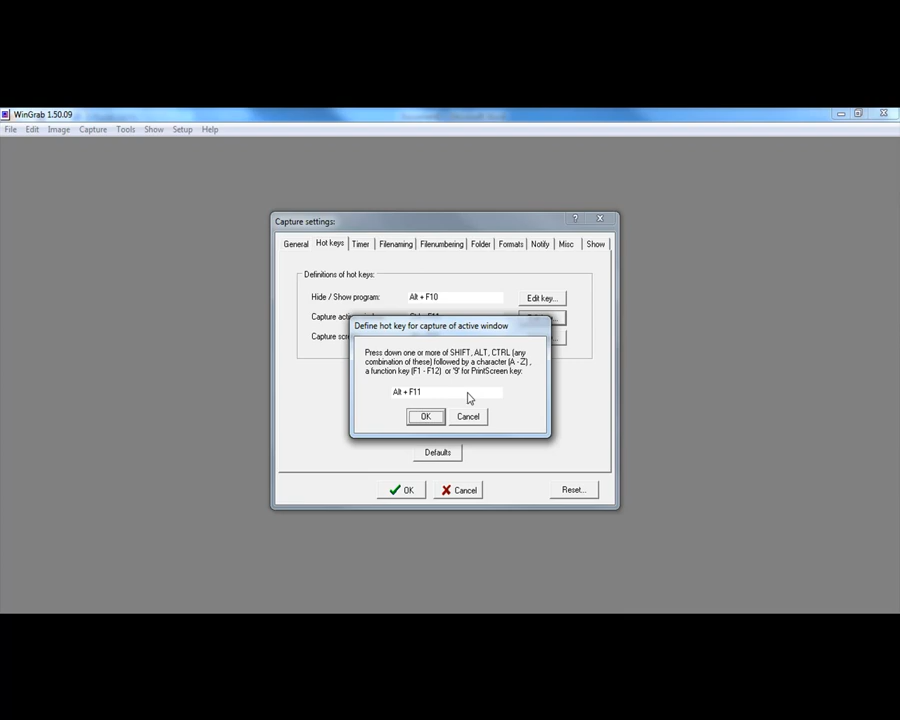 WinGrab 1.50.09
File Edit Image Capture Tools Show Setup Help
Capture settings:
General Hot keys Timer Filenaming Filenumbering Folder Formats Notify Misc Show
Definitions of hot keys:
Hide / Show program: Alt + F10 Edit key...
Capture
Capture
Define hot key for capture of active window
Press down one or more of SHIFT, ALT, CTRL (any
combination of these) followed by a character (A - Z) ,
a function key (F1 - F12) or '9' for PrintScreen key:
Alt + F11
OK Cancel
Defaults
OK Cancel Reset...